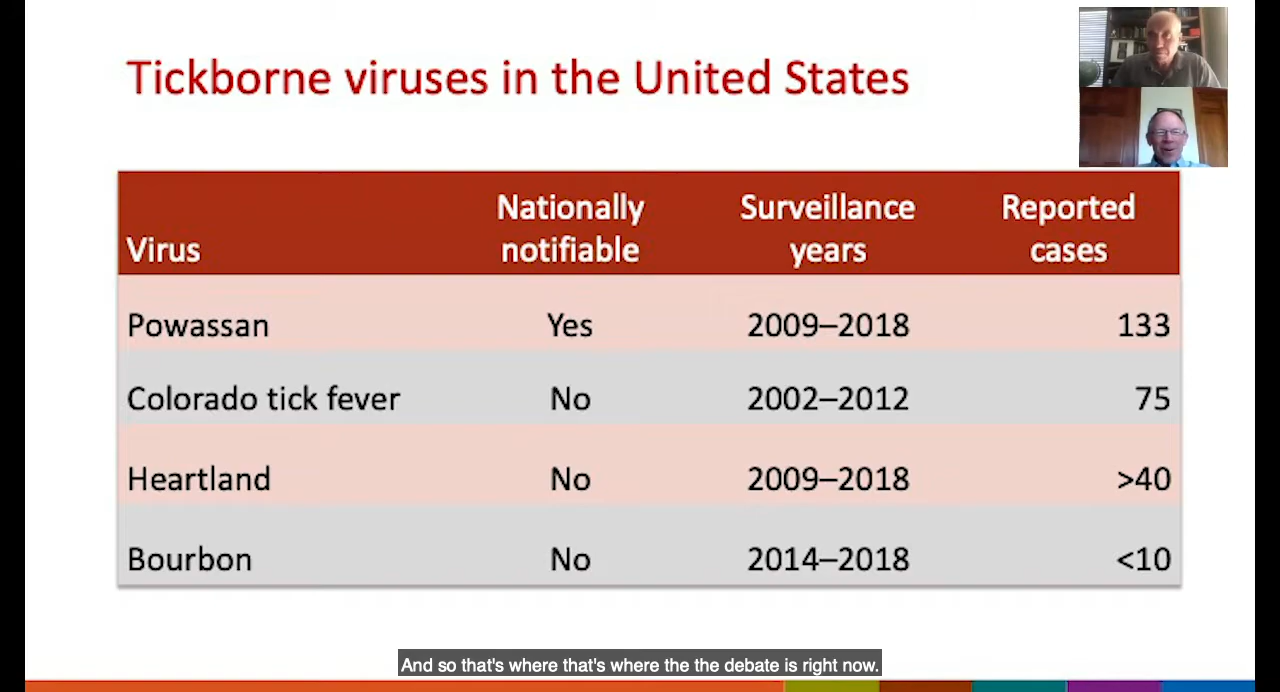 Tickborne viruses in the United States
Virus Nationally notifiable Surveillance years Reported cases
Powassan Yes 2009–2018 133
Colorado tick fever No 2002–2012 75
Heartland No 2009–2018 >40
Bourbon No 2014–2018 <10
And so that's where that's where the the debate is right now.